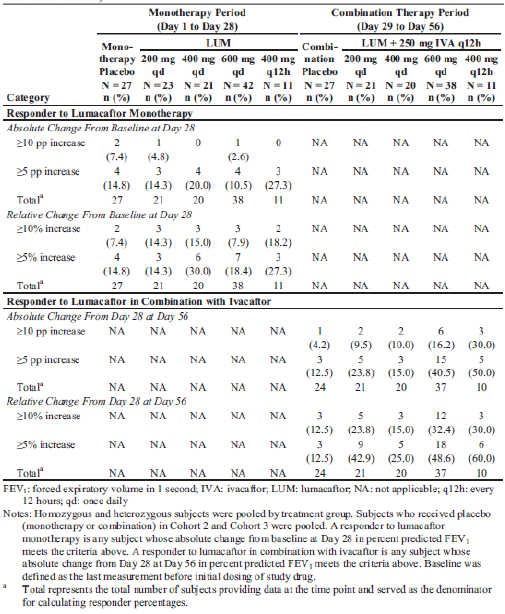 Monotherapy Period Combination Therapy Period
(Day 1 to Day 28) (Day 29 to Day 56)
Mono- LUM Combi- LUM + 250 mg IVA q12h
therapy 200 mg 400 mg 600 mg 400 mg nation 200 mg 400 mg 600 mg 400 mg
Placebo qd qd qd q12h Placebo qd qd qd q12h
N = 27 N = 23 N = 21 N = 42 N = 11 N = 27 N = 21 N = 20 N = 38 N = 11
Category n (%) n (%) n (%) n (%) n (%) n (%) n (%) n (%) n (%) n (%)
Responder to Lumacaftor Monotherapy
Absolute Change From Baseline at Day 28
≥10 pp increase 2 1 0 1 0 NA NA NA NA NA
(7.4) (4.8) (2.6)
≥5 pp increase 4 3 4 4 3 NA NA NA NA NA
(14.8) (14.3) (20.0) (10.5) (27.3)
Totala 27 21 20 38 11 NA NA NA NA NA
Relative Change From Baseline at Day 28
≥10% increase 2 3 3 3 2 NA NA NA NA NA
(7.4) (14.3) (15.0) (7.9) (18.2)
≥5% increase 4 3 6 7 3 NA NA NA NA NA
(14.8) (14.3) (30.0) (18.4) (27.3)
Totala 27 21 20 38 11 NA NA NA NA NA
Responder to Lumacaftor in Combination with Ivacaftor
Absolute Change From Day 28 at Day 56
≥10 pp increase NA NA NA NA NA 1 2 2 6 3
(4.2) (9.5) (10.0) (16.2) (30.0)
≥5 pp increase NA NA NA NA NA 3 5 3 15 5
(12.5) (23.8) (15.0) (40.5) (50.0)
Total NA NA NA NA NA 24 21 20 37 10
Relative Change From Day 28 at Day 56
≥10% increase NA NA NA NA NA 3 5 3 12 3
(12.5) (23.8) (15.0) (32.4) (30.0)
≥5% increase NA NA NA NA NA 3 9 5 18 6
(12.5) (42.9) (25.0) (48.6) (60.0)
Totala NA NA NA NA NA 24 21 20 37 10
FEV1: forced expiratory volume in 1 second; IVA: ivacaftor; LUM: lumacaftor; NA: not applicable; q12h: every
12 hours; qd: once daily
Notes: Homozygous and heterozygous subjects were pooled by treatment group. Subjects who received placebo
(monotherapy or combination) in Cohort 2 and Cohort 3 were pooled. A responder to lumacaftor
monotherapy is any subject whose absolute change from baseline at Day 28 in percent predicted FEV1
meets the criteria above. A responder to lumacaftor in combination with ivacaftor is any subject whose
absolute change from Day 28 at Day 56 in percent predicted FEV1 meets the criteria above. Baseline was
defined as the last measurement before initial dosing of study drug.
a Total represents the total number of subjects providing data at the time point and served as the denominator
for calculating responder percentages.